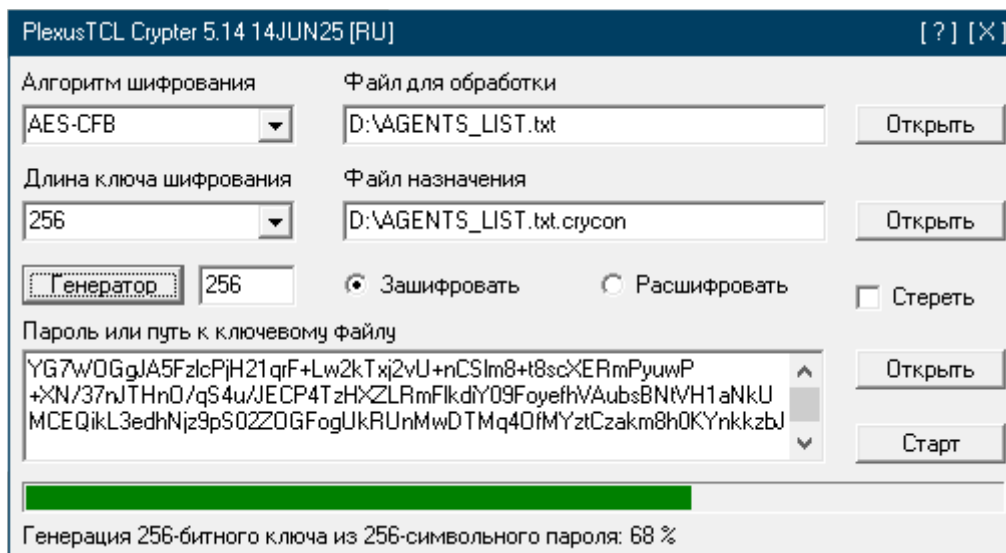 PlexusTCL Crypter 5.14 14JUN25 [RU] [ ? ] [ X ]
Алгоритм шифрования Файл для обработки
AES-CFB D:\AGENTS_LIST.txt Открыть
Длина ключа шифрования Файл назначения
256 D:\AGENTS_LIST.txt.crycon Открыть
Генератор 256 Зашифровать Расшифровать Стереть
Пароль или путь к ключевому файлу
YG7WOGgJA5FzlcPjH21qrF+Lw2kTxj2vU+nCSlm8+t8scXERmPyuwP Открыть
+XN/37nJTHnO/qS4u/JECP4TzHXZLRmFlkdiY09FoyefhVAubsBNtVH1aNkU
MCEQikL3edhNjz9pS02ZOGFogUkRUnMwDTMq4OfMYztCzakm8h0KYnkkzbJ
Старт
Генерация 256-битного ключа из 256-символьного пароля: 68 %